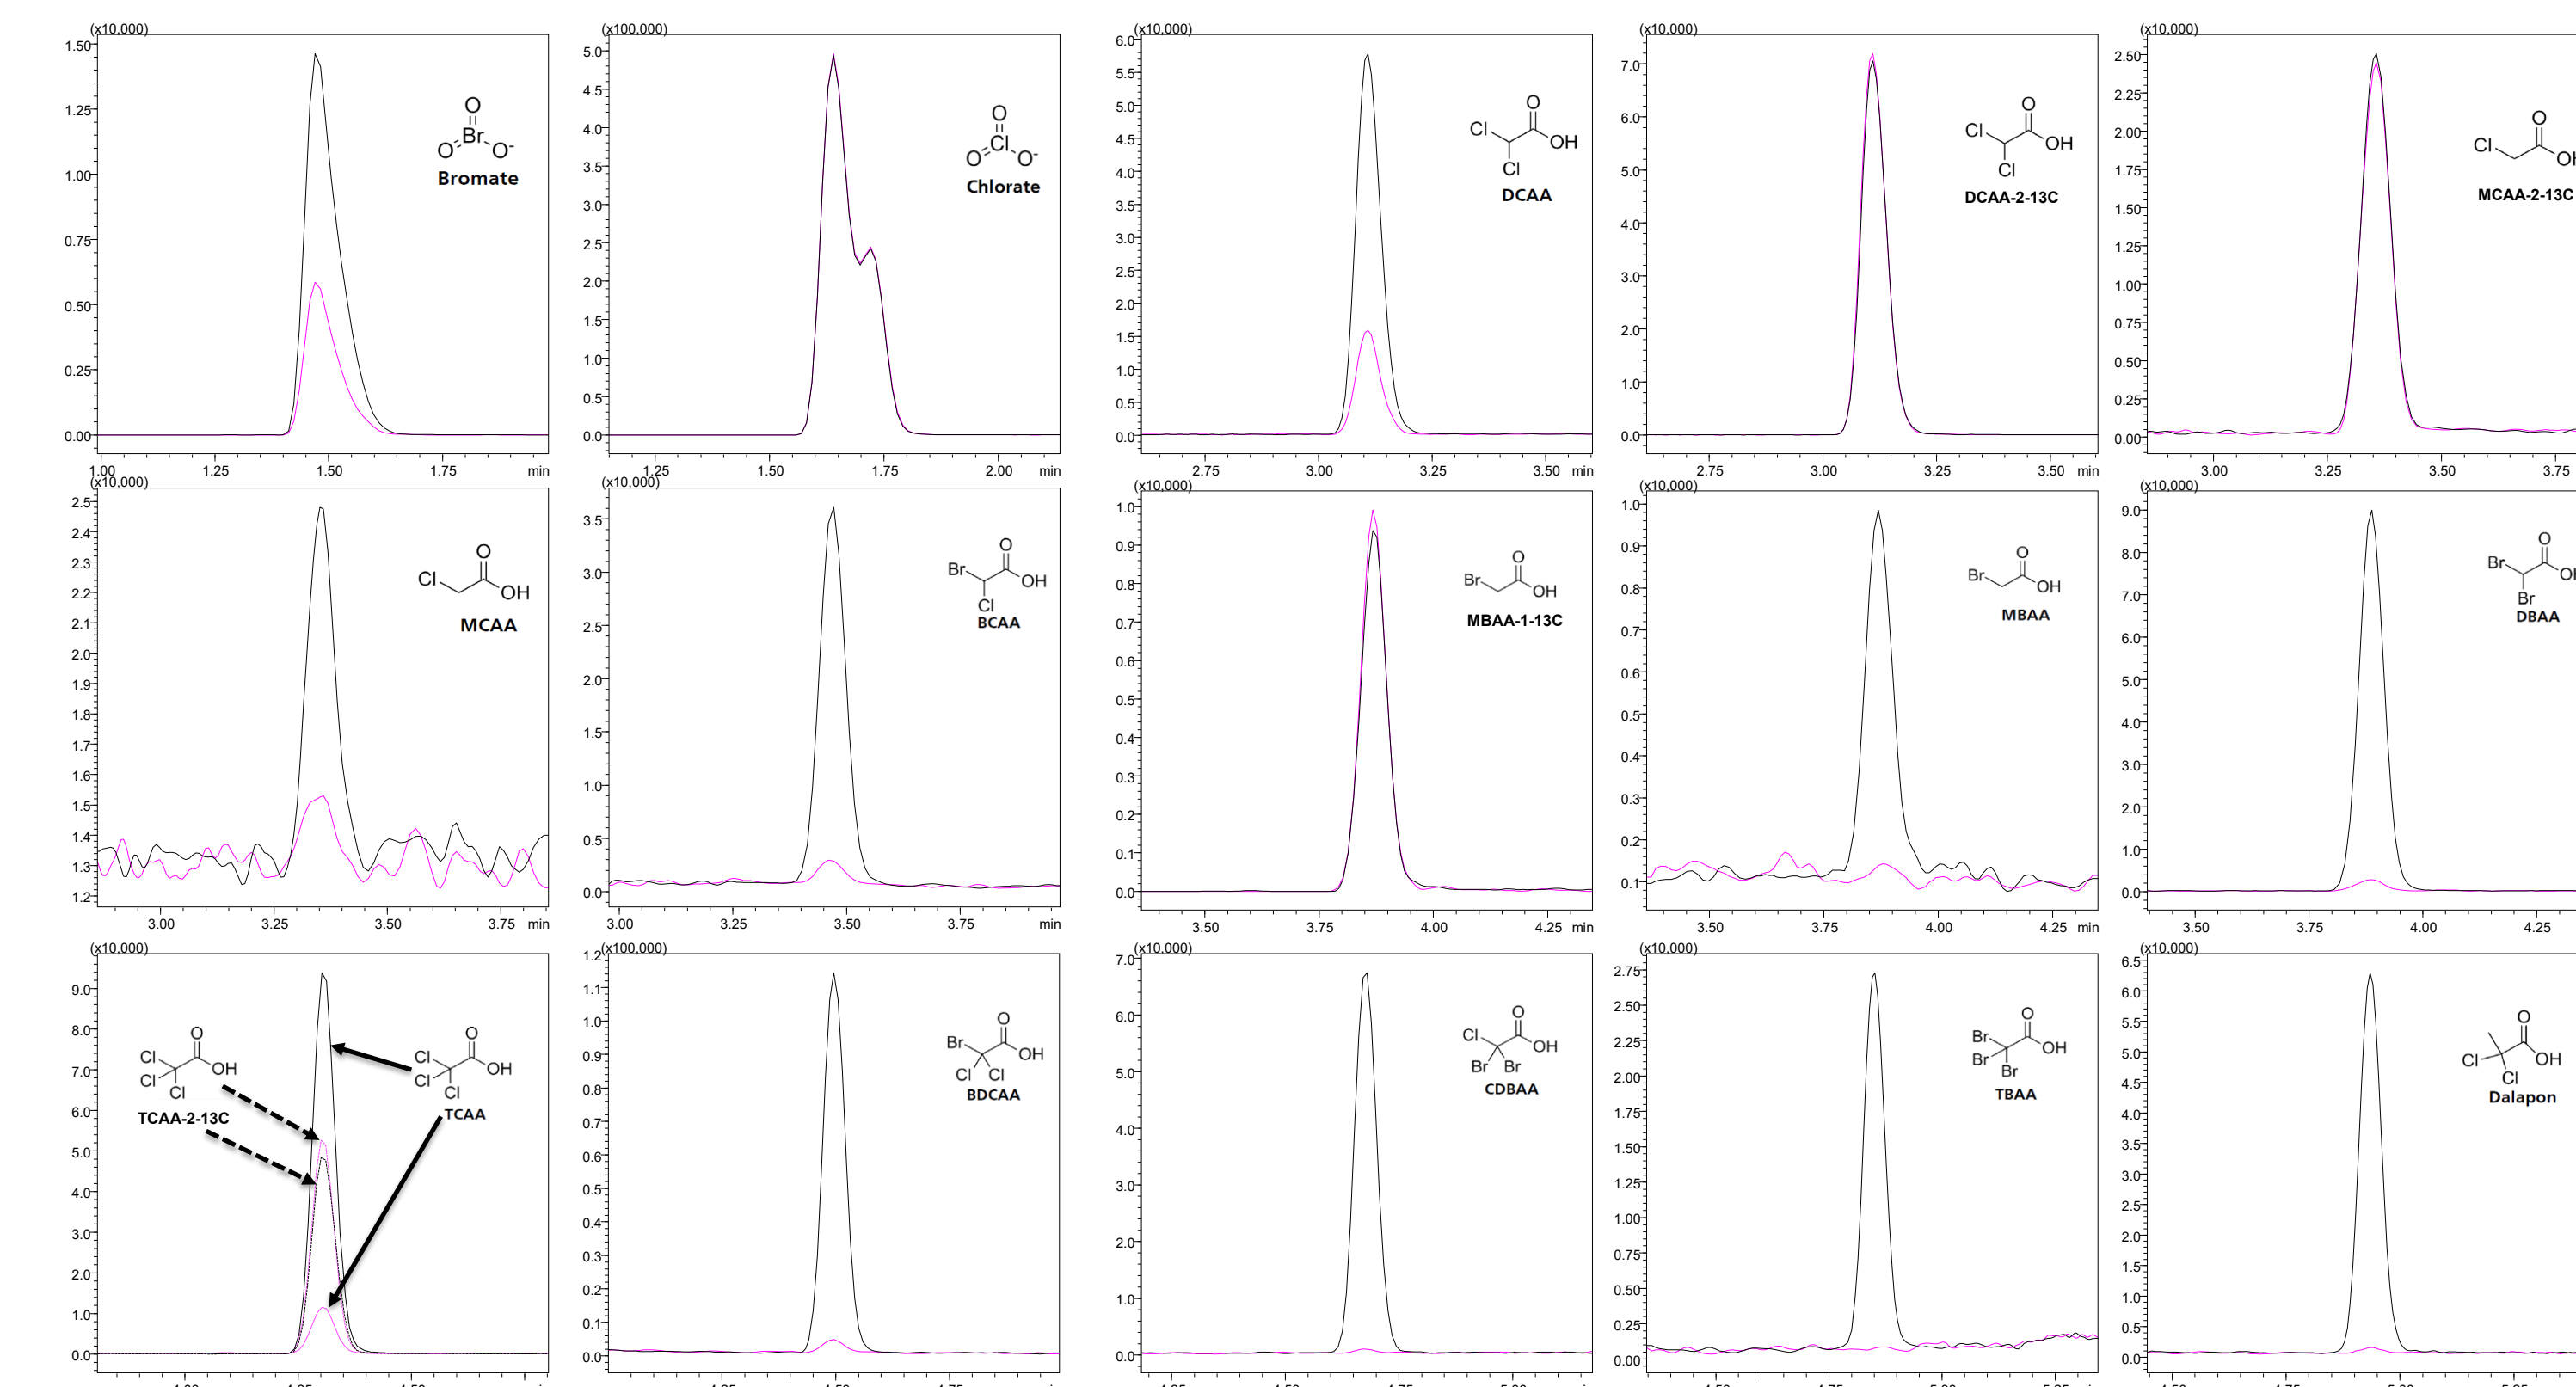 (x10,000)
1.50
1.25
1.00
0.75
0.50
0.25
0.00
1.00 1.25 1.50 1.75 min
O
Br
O O-
Bromate
(x100,000)
5.0
4.5
4.0
3.5
3.0
2.5
2.0
1.5
1.0
0.5
0.0
1.25 1.50 1.75 2.00 min
O
Cl
O O-
Chlorate
(x10,000)
6.0
5.5
5.0
4.5
4.0
3.5
3.0
2.5
2.0
1.5
1.0
0.5
0.0
2.75 3.00 3.25 3.50 min
O
Cl
OH
Cl
DCAA
(x10,000)
7.0
6.0
5.0
4.0
3.0
2.0
1.0
0.0
2.75 3.00 3.25 3.50 min
O
Cl
OH
Cl
DCAA-2-13C
(x10,000)
2.50
2.25
2.00
1.75
1.50
1.25
1.00
0.75
0.50
0.25
0.00
3.00 3.25 3.50 3.75
O
Cl
OH
MCAA-2-13C
(x10,000)
2.5
2.4
2.3
2.2
2.1
2.0
1.9
1.8
1.7
1.6
1.5
1.4
1.3
1.2
3.00 3.25 3.50 3.75 min
O
Cl
OH
MCAA
(x10,000)
3.5
3.0
2.5
2.0
1.5
1.0
0.5
0.0
3.00 3.25 3.50 3.75 min
O
Br
OH
Cl
BCAA
(x10,000)
1.0
0.9
0.8
0.7
0.6
0.5
0.4
0.3
0.2
0.1
0.0
3.50 3.75 4.00 4.25 min
O
Br
OH
MBAA-1-13C
(x10,000)
1.0
0.9
0.8
0.7
0.6
0.5
0.4
0.3
0.2
0.1
3.50 3.75 4.00 4.25 min
O
Br
OH
MBAA
(x10,000)
9.0
8.0
7.0
6.0
5.0
4.0
3.0
2.0
1.0
0.0
3.50 3.75 4.00 4.25
O
Br
OH
Br
DBAA
(x10,000)
9.0
8.0
7.0
6.0
5.0
4.0
3.0
2.0
1.0
0.0
O
Cl
OH
Cl
Cl
TCAA-2-13C
O
Cl
OH
Cl
Cl
TCAA
(x100,000)
1.2
1.1
1.0
0.9
0.8
0.7
0.6
0.5
0.4
0.3
0.2
0.1
0.0
O
Br
OH
Cl Cl
BDCAA
(x10,000)
7.0
6.0
5.0
4.0
3.0
2.0
1.0
0.0
O
Cl
OH
Br Br
CDBAA
(x10,000)
2.75
2.50
2.25
2.00
1.75
1.50
1.25
1.00
0.75
0.50
0.25
0.00
O
Br
OH
Br
Br
TBAA
(x10,000)
6.5
6.0
5.5
5.0
4.5
4.0
3.5
3.0
2.5
2.0
1.5
1.0
0.5
0.0
O
Cl
OH
Cl
Dalapon